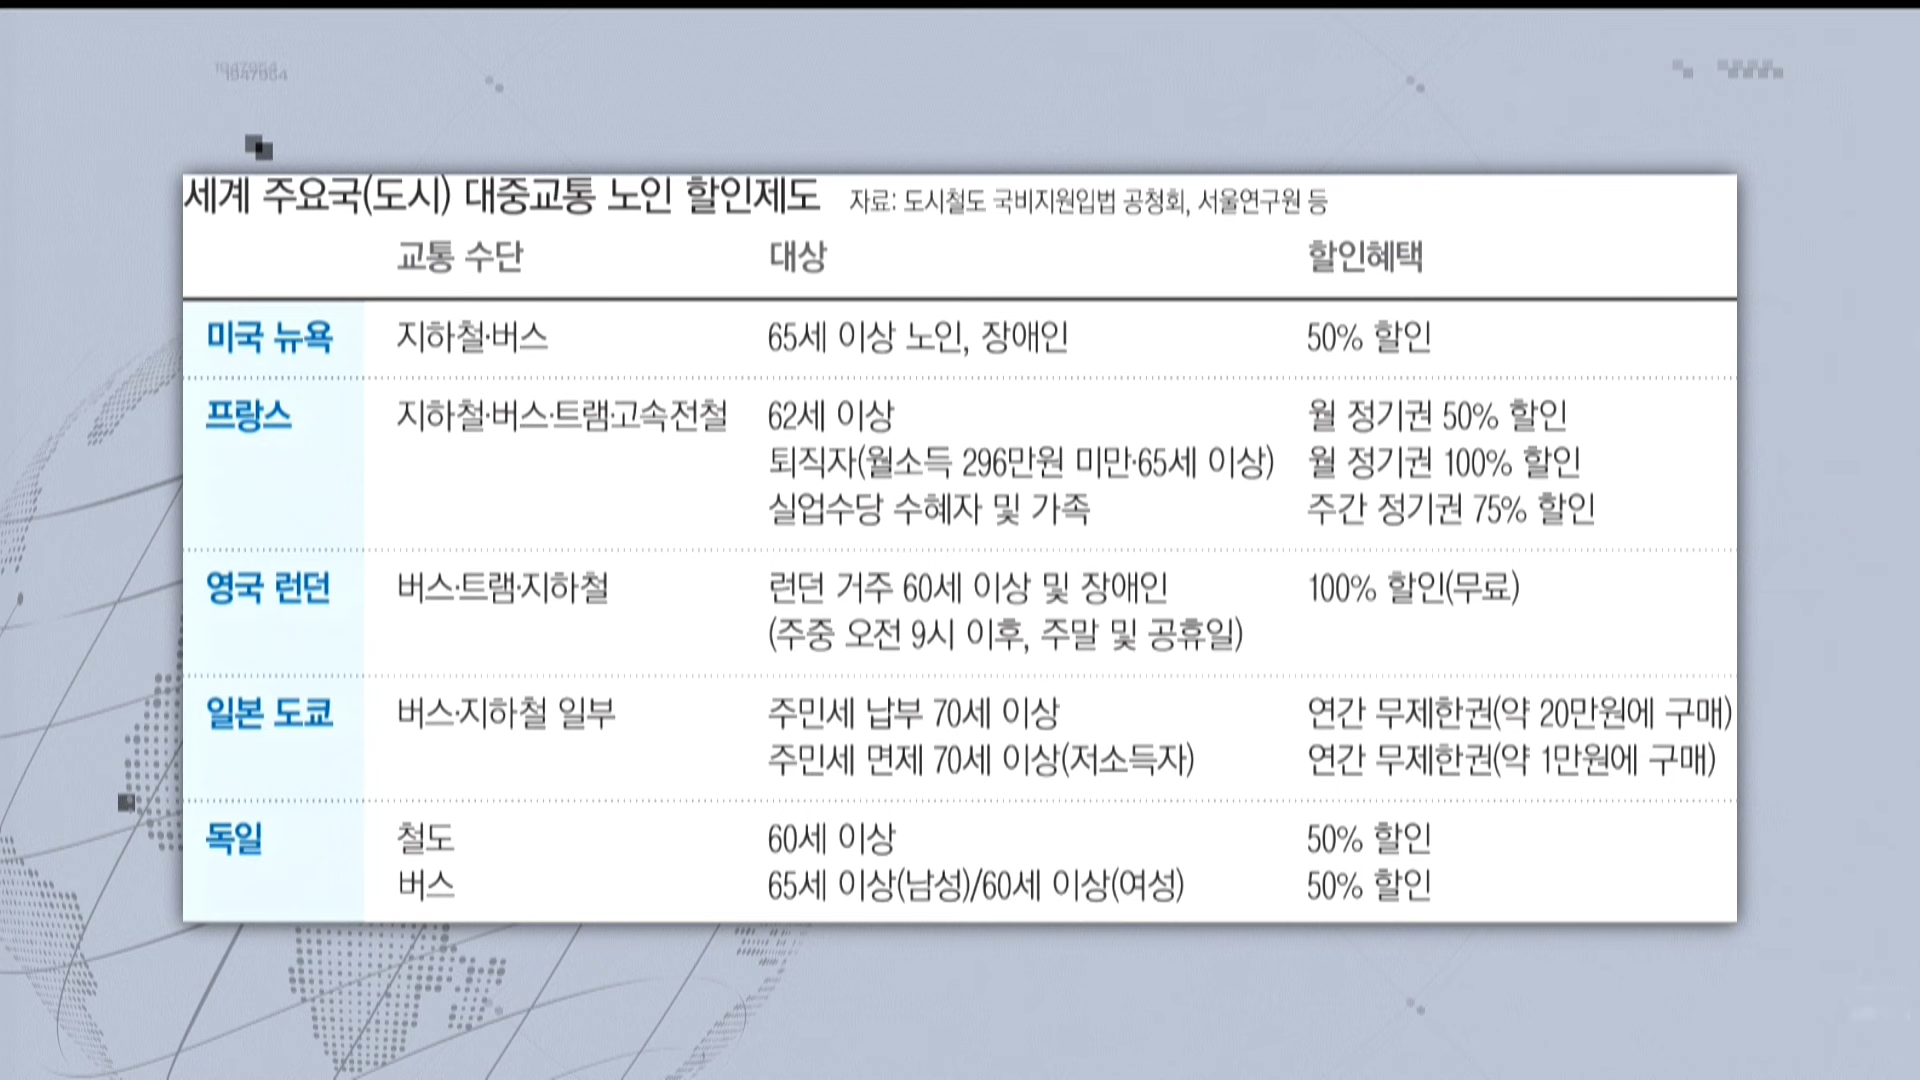 세계 주요국(도시) 대중교통 노인 할인제도 자료: 도시철도 국비지원입법 공청회, 서울연구원 등
교통 수단 대상 할인혜택
미국 뉴욕 지하철·버스 65세 이상 노인, 장애인 50% 할인
프랑스 지하철·버스·트램·고속전철 62세 이상 월 정기권 50% 할인
퇴직자(월소득 296만원 미만·65세 이상) 월 정기권 100% 할인
실업수당 수혜자 및 가족 주간 정기권 75% 할인
영국 런던 버스·트램·지하철 런던 거주 60세 이상 및 장애인 100% 할인(무료)
(주중 오전 9시 이후, 주말 및 공휴일)
일본 도쿄 버스·지하철 일부 주민세 납부 70세 이상 연간 무제한권(약 20만원에 구매)
주민세 면제 70세 이상(저소득자) 연간 무제한권(약 1만원에 구매)
독일 철도 60세 이상 50% 할인
버스 65세 이상(남성)/60세 이상(여성) 50% 할인